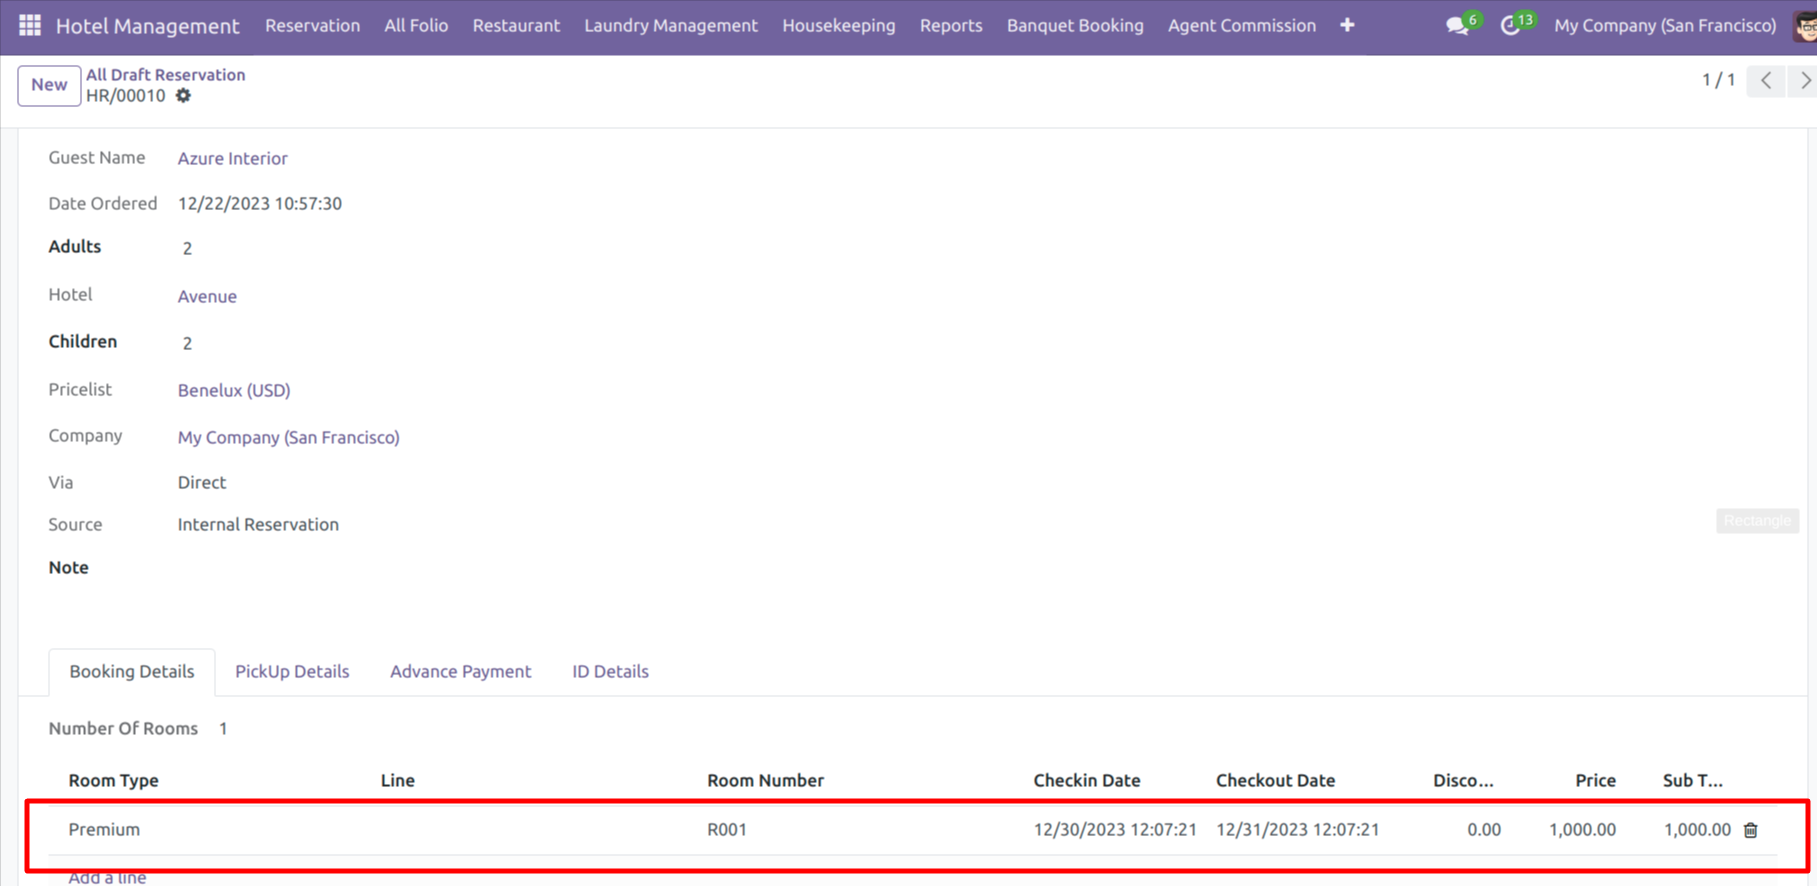 Hotel Management Reservation All Folio Restaurant Laundry Management Housekeeping Reports Banquet Booking Agent Commission + 6 13 My Company (San Francisco)
New All Draft Reservation 1 / 1
HR/00010
Guest Name Azure Interior
Date Ordered 12/22/2023 10:57:30
Adults 2
Hotel Avenue
Children 2
Pricelist Benelux (USD)
Company My Company (San Francisco)
Via Direct
Source Internal Reservation
Rectangle
Note
Booking Details PickUp Details Advance Payment ID Details
Number Of Rooms 1
Room Type Line Room Number Checkin Date Checkout Date Disco... Price Sub T...
Premium R001 12/30/2023 12:07:21 12/31/2023 12:07:21 0.00 1,000.00 1,000.00
Add a line